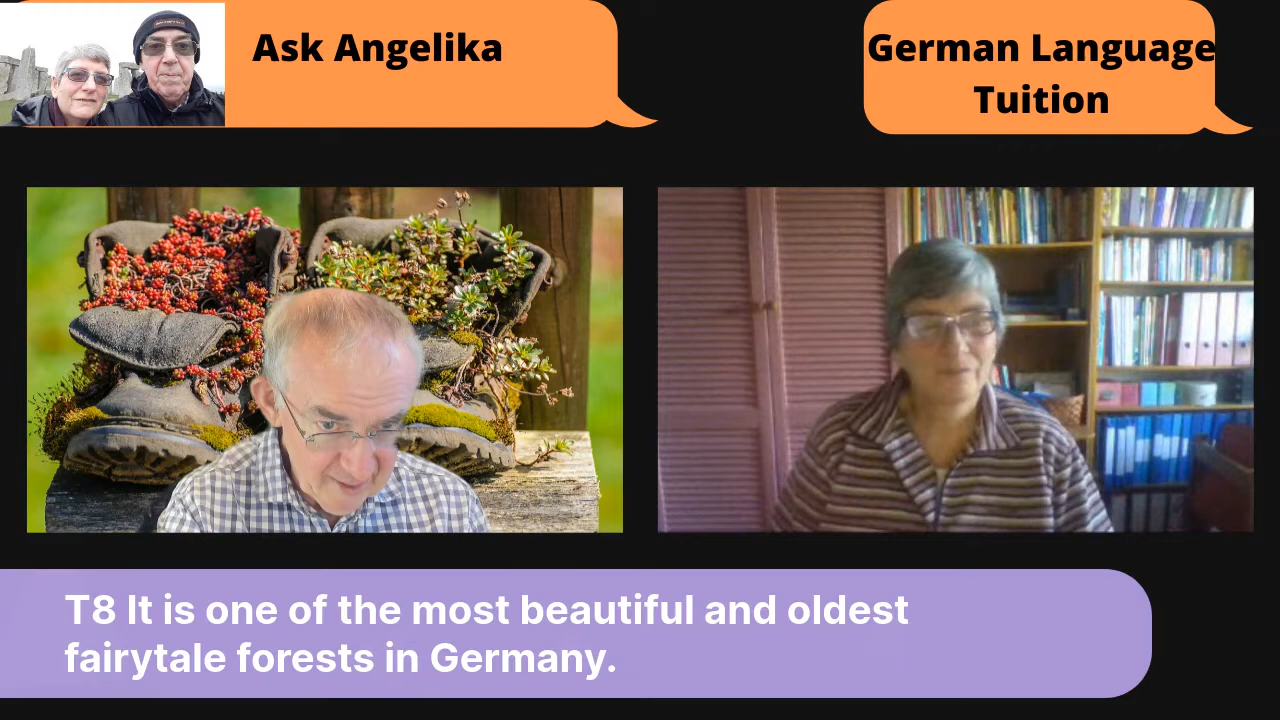 Ask Angelika
German Language
Tuition
T8 It is one of the most beautiful and oldest
fairytale forests in Germany.